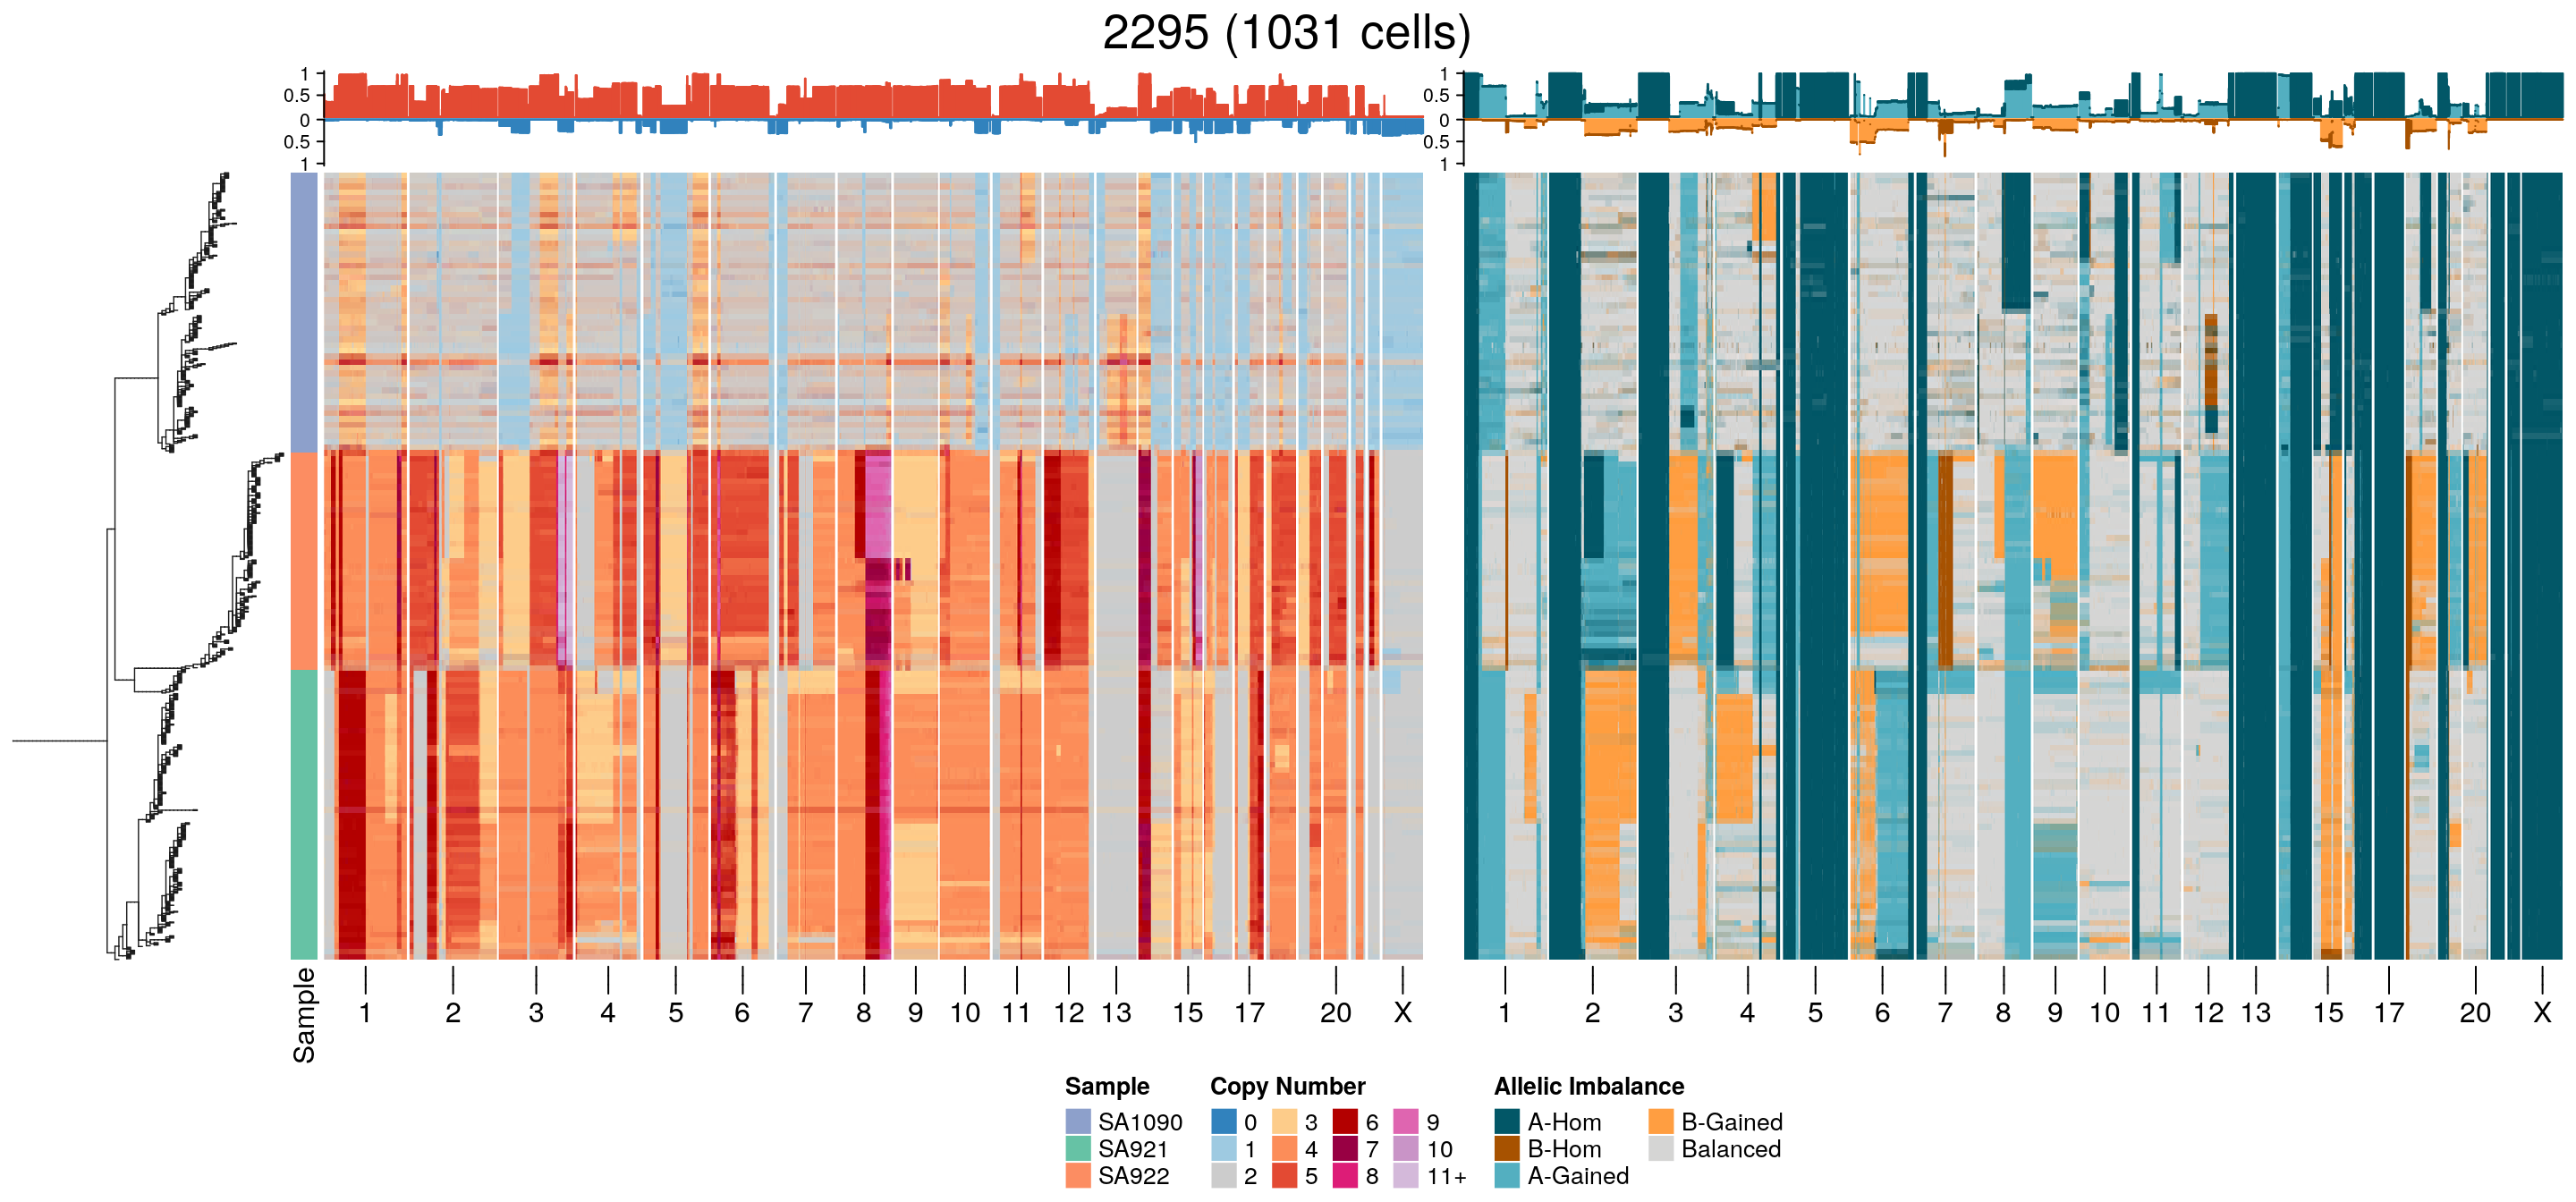 2295 (1031 cells)
1
0.5
0
0.5
1
1
0.5
0
0.5
1
Sample
1 2 3 4 5 6 7 8 9 10 11 12 13 15 17 20 X
1 2 3 4 5 6 7 8 9 10 11 12 13 15 17 20 X
Sample
SA1090
SA921
SA922
Copy Number
0 3 6 9
1 4 7 10
2 5 8 11+
Allelic Imbalance
A-Hom B-Gained
B-Hom Balanced
A-Gained